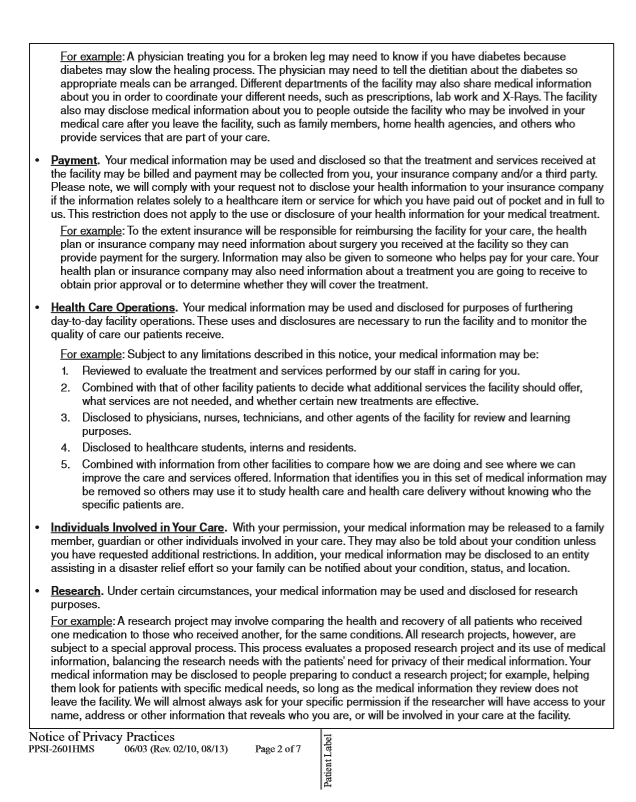 For example: A physician treating you for a broken leg may need to know if you have diabetes because
diabetes may slow the healing process. The physician may need to tell the dietitian about the diabetes so
appropriate meals can be arranged. Different departments of the facility may also share medical information
about you in order to coordinate your different needs, such as prescriptions, lab work and X-Rays. The facility
also may disclose medical information about you to people outside the facility who may be involved in your
medical care after you leave the facility, such as family members, home health agencies, and others who
provide services that are part of your care.
• Payment. Your medical information may be used and disclosed so that the treatment and services received at
the facility may be billed and payment may be collected from you, your insurance company and/or a third party.
Please note, we will comply with your request not to disclose your health information to your insurance company
if the information relates solely to a healthcare item or service for which you have paid out of pocket and in full to
us. This restriction does not apply to the use or disclosure of your health information for your medical treatment.
For example: To the extent insurance will be responsible for reimbursing the facility for your care, the health
plan or insurance company may need information about surgery you received at the facility so they can
provide payment for the surgery. Information may also be given to someone who helps pay for your care. Your
health plan or insurance company may also need information about a treatment you are going to receive to
obtain prior approval or to determine whether they will cover the treatment.
• Health Care Operations. Your medical information may be used and disclosed for purposes of furthering
day-to-day facility operations. These uses and disclosures are necessary to run the facility and to monitor the
quality of care our patients receive.
For example: Subject to any limitations described in this notice, your medical information may be:
1. Reviewed to evaluate the treatment and services performed by our staff in caring for you.
2. Combined with that of other facility patients to decide what additional services the facility should offer,
what services are not needed, and whether certain new treatments are effective.
3. Disclosed to physicians, nurses, technicians, and other agents of the facility for review and learning
purposes.
4. Disclosed to healthcare students, interns and residents.
5. Combined with information from other facilities to compare how we are doing and see where we can
improve the care and services offered. Information that identifies you in this set of medical information may
be removed so others may use it to study health care and health care delivery without knowing who the
specific patients are.
• Individuals Involved in Your Care. With your permission, your medical information may be released to a family
member, guardian or other individuals involved in your care. They may also be told about your condition unless
you have requested additional restrictions. In addition, your medical information may be disclosed to an entity
assisting in a disaster relief effort so your family can be notified about your condition, status, and location.
• Research. Under certain circumstances, your medical information may be used and disclosed for research
purposes.
For example: A research project may involve comparing the health and recovery of all patients who received
one medication to those who received another, for the same conditions. All research projects, however, are
subject to a special approval process. This process evaluates a proposed research project and its use of medical
information, balancing the research needs with the patients' need for privacy of their medical information. Your
medical information may be disclosed to people preparing to conduct a research project; for example, helping
them look for patients with specific medical needs, so long as the medical information they review does not
leave the facility. We will almost always ask for your specific permission if the researcher will have access to your
name, address or other information that reveals who you are, or will be involved in your care at the facility.
Notice of Privacy Practices
PPSI-2601HMS 06/03 (Rev. 02/10, 08/13) Page 2 of 7
Patient Label